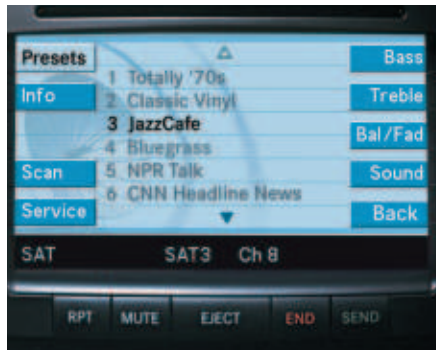 Presets
Info
Scan
Service
1 Totally '70s
2 Classic Vinyl
3 JazzCafe
4 Bluegrass
5 NPR Talk
6 CNN Headline News
Bass
Treble
Bal/Fad
Sound
Back
SAT SAT3 Ch 8
RPT MUTE EJECT END SEND